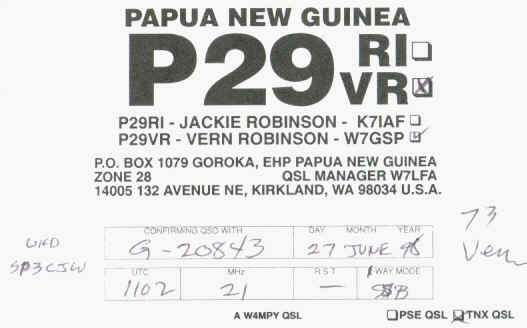 PAPUA NEW GUINEA
P29 RI
VR
P29RI - JACKIE ROBINSON - K7IAF
P29VR - VERN ROBINSON - W7GSP
P.O. BOX 1079 GOROKA, EHP PAPUA NEW GUINEA
ZONE 28 QSL MANAGER W7LFA
14005 132 AVENUE NE, KIRKLAND, WA 98034 U.S.A.
73
Vern
CONFIRMING QSO WITH DAY MONTH YEAR
G-20843 27 JUNE
UTC MHz RST WAY MODE
1102 21 — SSB
WKD
SP3CJW
A W4MPY QSL PSE QSL TNX QSL